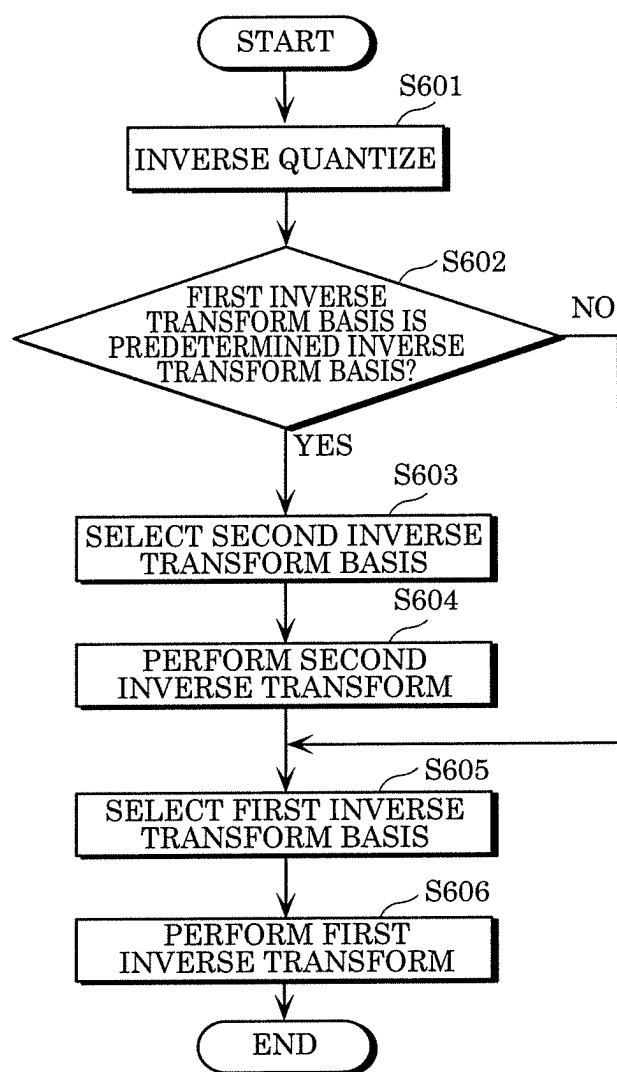 START
S601
INVERSE QUANTIZE
S602
FIRST INVERSE
TRANSFORM BASIS IS
PREDETERMINED INVERSE
TRANSFORM BASIS?
NO
YES
S603
SELECT SECOND INVERSE
TRANSFORM BASIS
S604
PERFORM SECOND
INVERSE TRANSFORM
S605
SELECT FIRST INVERSE
TRANSFORM BASIS
S606
PERFORM FIRST
INVERSE TRANSFORM
END